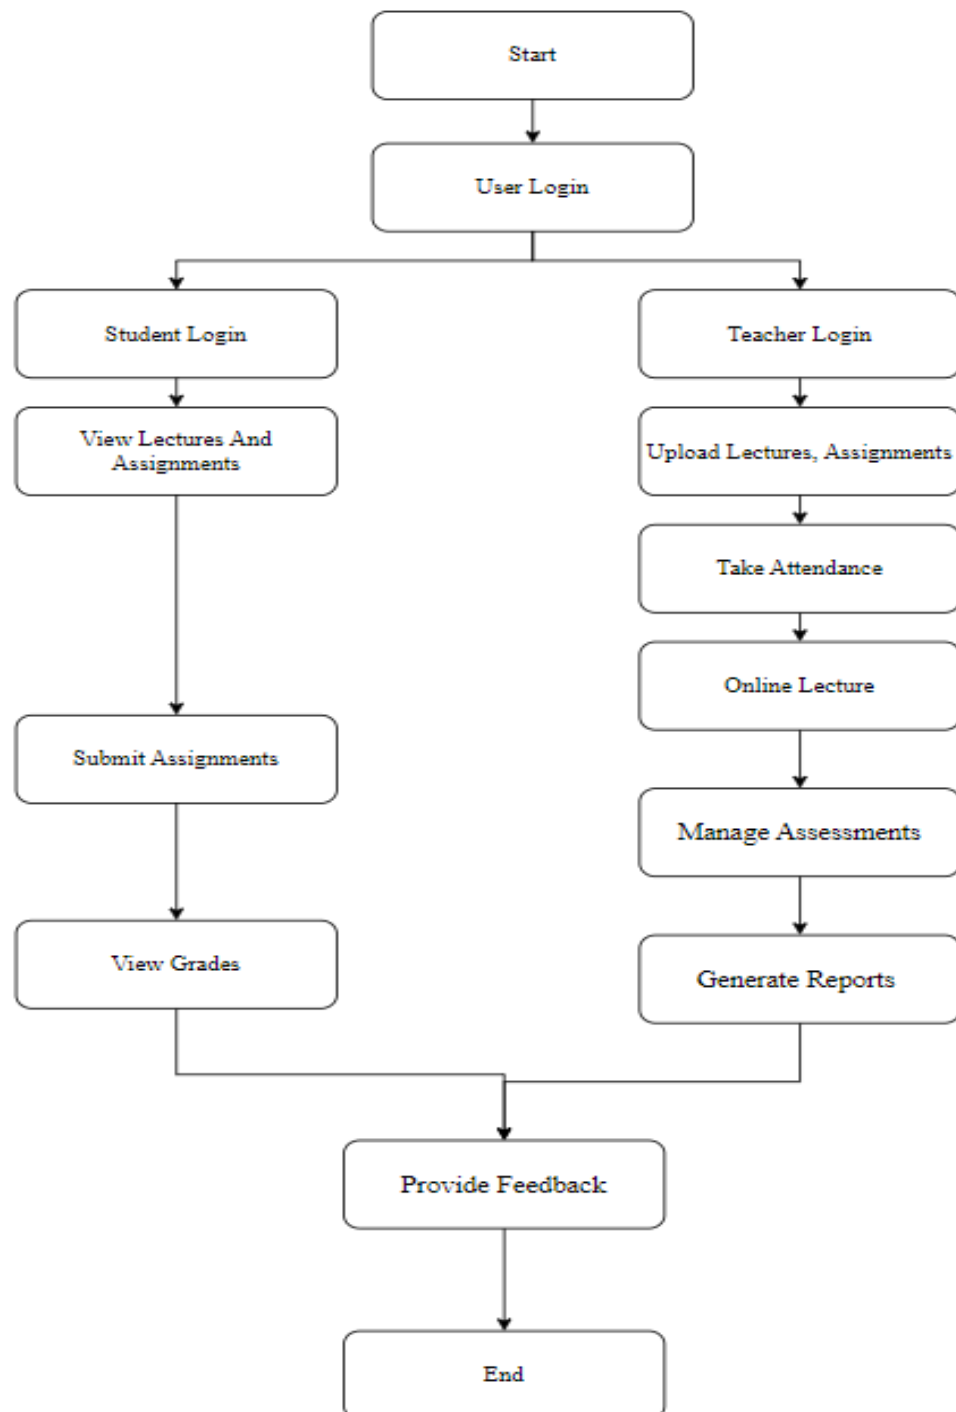 Start
User Login
Student Login
Teacher Login
View Lectures And
Assignments
Upload Lectures, Assignments
Take Attendance
Online Lecture
Submit Assignments
Manage Assessments
View Grades
Generate Reports
Provide Feedback
End